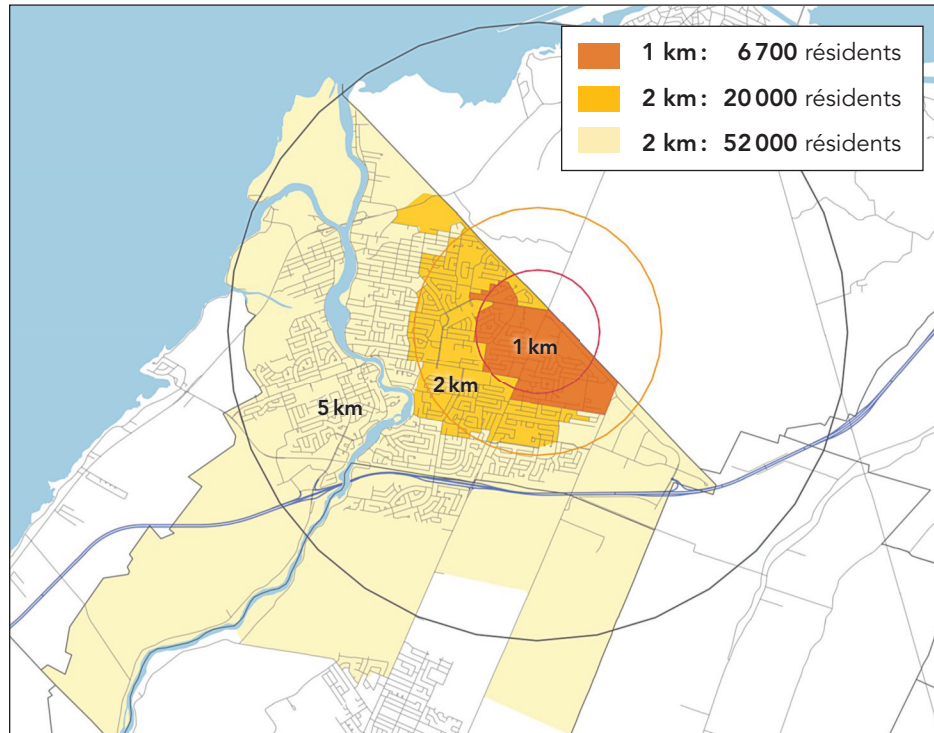 1 km : 6 700 résidents
2 km : 20 000 résidents
2 km : 52 000 résidents
1 km
2 km
5 km